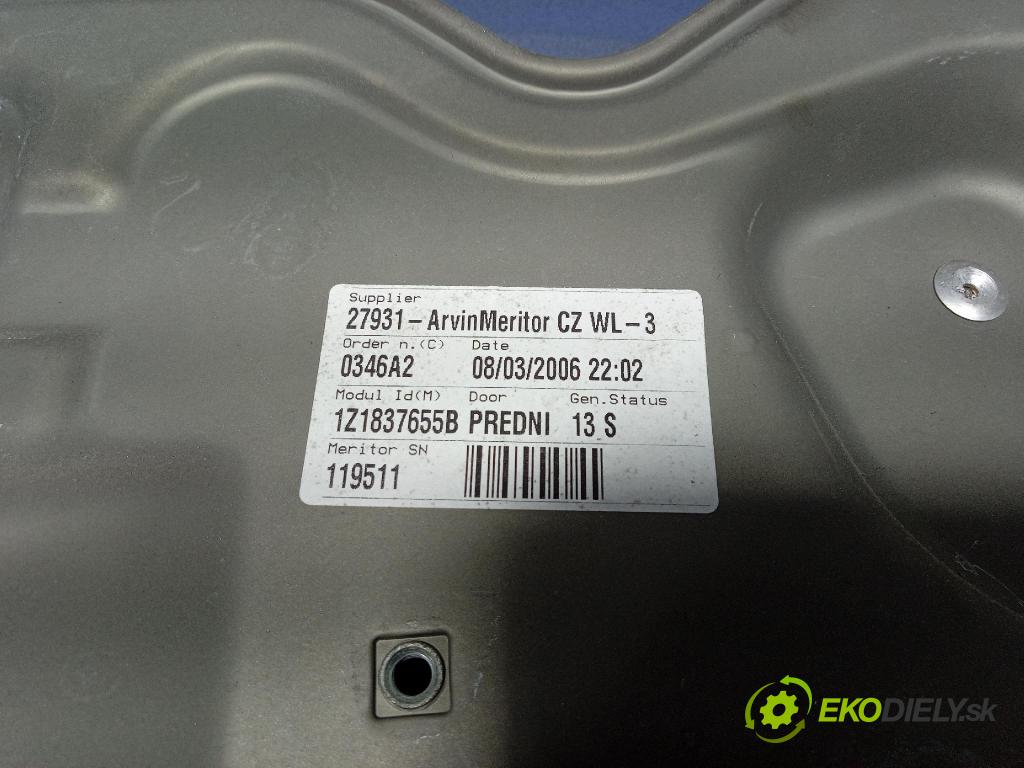 Supplier
27931-ArvinMeritor CZ WL-3
Order n.(C) Date
0346A2 08/03/2006 22:02
Modul Id(M) Door Gen.Status
1Z1837655B PREDNI 13 S
Meritor SN
119511
EKODIELY.sk